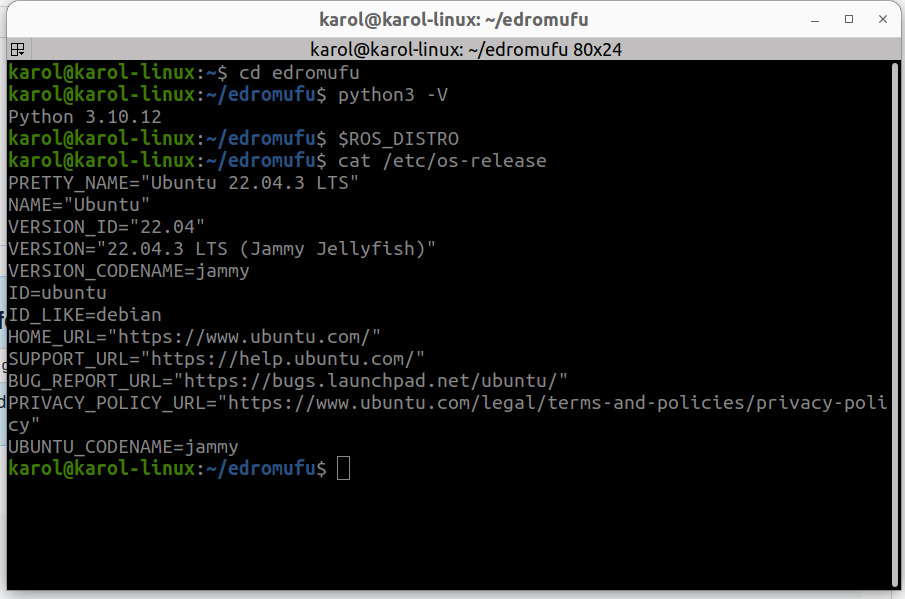 karol@karol-linux: ~/edromufu
karol@karol-linux: ~/edromufu 80x24
karol@karol-linux:~$ cd edromufu
karol@karol-linux:~/edromufu$ python3 -V
Python 3.10.12
karol@karol-linux:~/edromufu$ $ROS_DISTRO
karol@karol-linux:~/edromufu$ cat /etc/os-release
PRETTY_NAME="Ubuntu 22.04.3 LTS"
NAME="Ubuntu"
VERSION_ID="22.04"
VERSION="22.04.3 LTS (Jammy Jellyfish)"
VERSION_CODENAME=jammy
ID=ubuntu
ID_LIKE=debian
HOME_URL="https://www.ubuntu.com/"
SUPPORT_URL="https://help.ubuntu.com/"
BUG_REPORT_URL="https://bugs.launchpad.net/ubuntu/"
PRIVACY_POLICY_URL="https://www.ubuntu.com/legal/terms-and-policies/privacy-poli
cy"
UBUNTU_CODENAME=jammy
karol@karol-linux:~/edromufu$